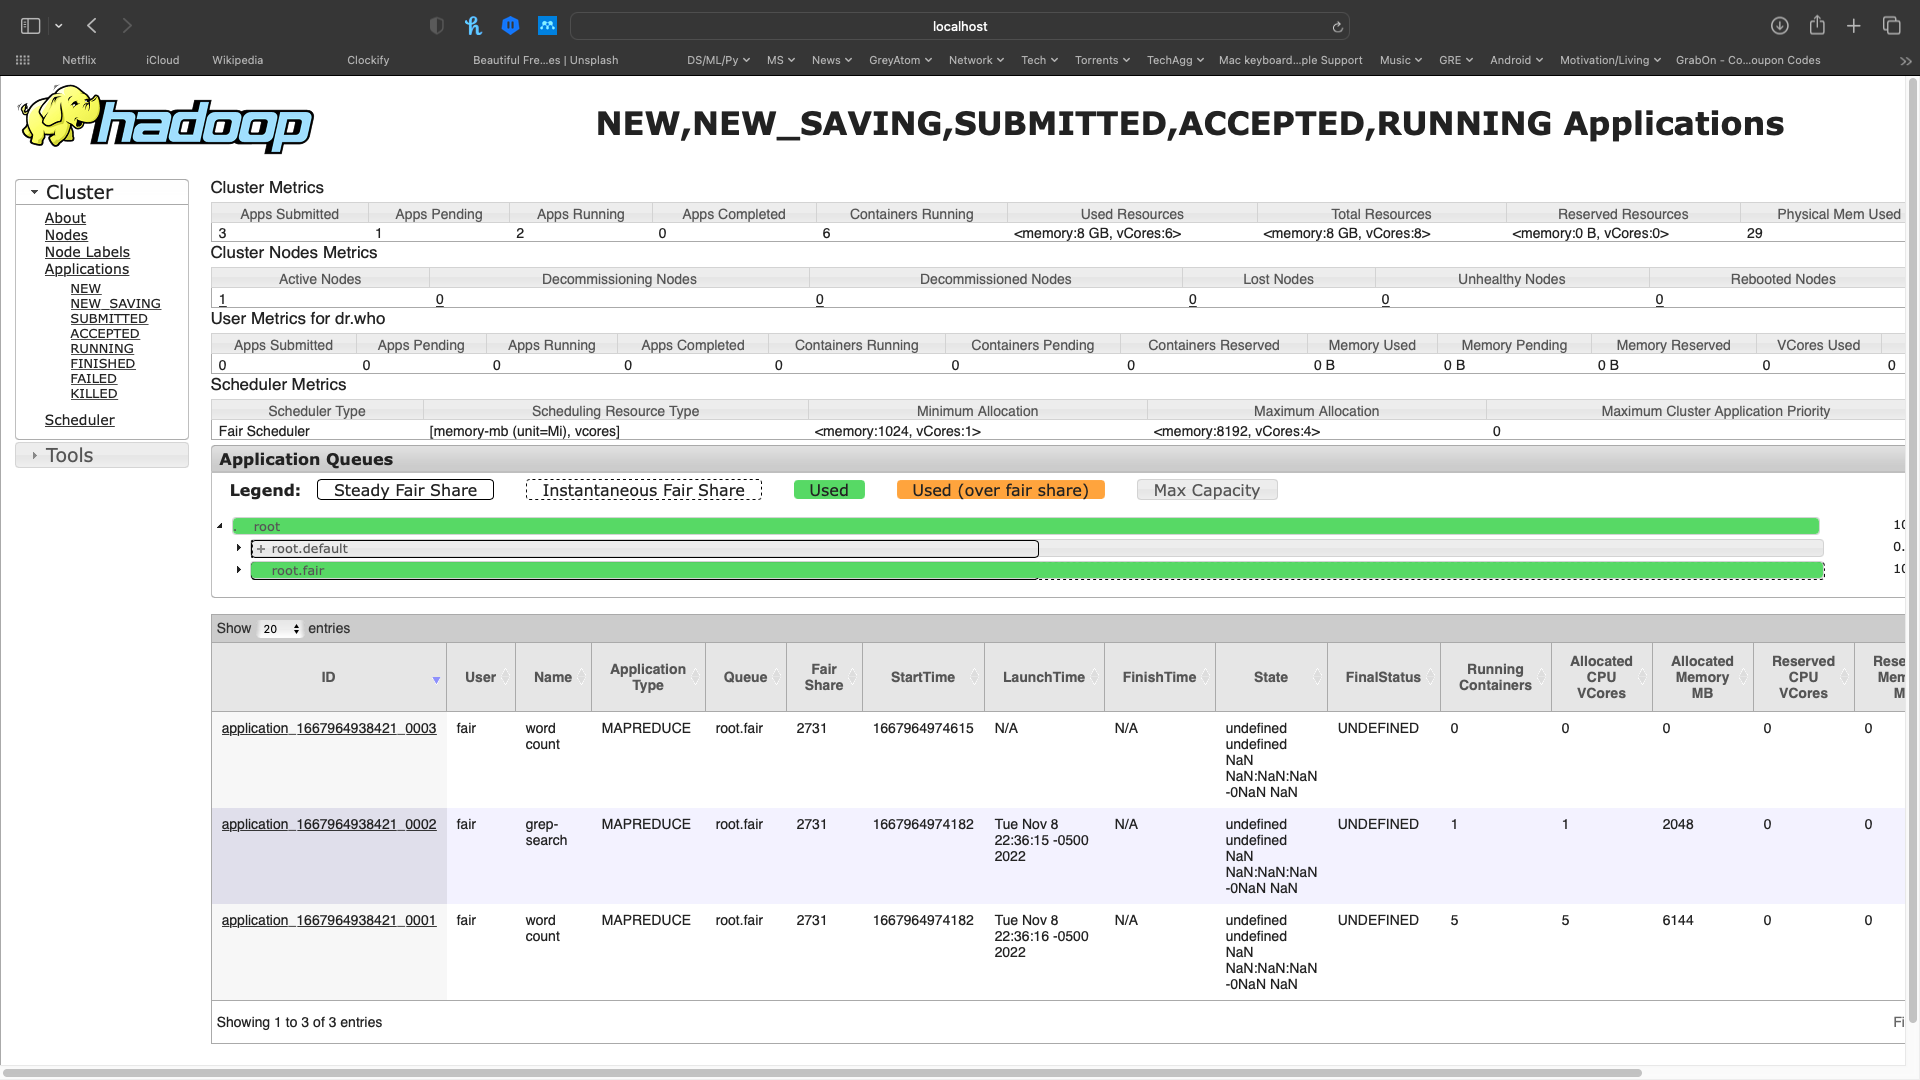 localhost
Netflix iCloud Wikipedia Clockify Beautiful Fre...es | Unsplash DS/ML/Py MS News GreyAtom Network Tech Torrents TechAgg Mac keyboard...ple Support Music GRE Android Motivation/Living GrabOn - Co...oupon Codes
hadoop
NEW,NEW_SAVING,SUBMITTED,ACCEPTED,RUNNING Applications
Cluster
About
Nodes
Node Labels
Applications
NEW
NEW_SAVING
SUBMITTED
ACCEPTED
RUNNING
FINISHED
FAILED
KILLED
Scheduler
Tools
Cluster Metrics
Apps Submitted Apps Pending Apps Running Apps Completed Containers Running Used Resources Total Resources Reserved Resources Physical Mem Used
3 1 2 0 6 <memory:8 GB, vCores:6> <memory:8 GB, vCores:8> <memory:0 B, vCores:0> 29
Cluster Nodes Metrics
Active Nodes Decommissioning Nodes Decommissioned Nodes Lost Nodes Unhealthy Nodes Rebooted Nodes
1 0 0 0 0 0
User Metrics for dr.who
Apps Submitted Apps Pending Apps Running Apps Completed Containers Running Containers Pending Containers Reserved Memory Used Memory Pending Memory Reserved VCores Used
0 0 0 0 0 0 0 0 B 0 B 0 B 0 0
Scheduler Metrics
Scheduler Type Scheduling Resource Type Minimum Allocation Maximum Allocation Maximum Cluster Application Priority
Fair Scheduler [memory-mb (unit=Mi), vcores] <memory:1024, vCores:1> <memory:8192, vCores:4> 0
Application Queues
Legend: Steady Fair Share Instantaneous Fair Share Used Used (over fair share) Max Capacity
root 10
+ root.default 0.
root.fair 10
Show 20 entries
ID User Name Application Type Queue Fair Share StartTime LaunchTime FinishTime State FinalStatus Running Containers Allocated CPU VCores Allocated Memory MB Reserved CPU VCores Rese Mem M
application_1667964938421_0003 fair word count MAPREDUCE root.fair 2731 1667964974615 N/A N/A undefined undefined NaN NaN:NaN:NaN -0NaN NaN UNDEFINED 0 0 0 0 0
application_1667964938421_0002 fair grep-search MAPREDUCE root.fair 2731 1667964974182 Tue Nov 8 22:36:15 -0500 2022 N/A undefined undefined NaN NaN:NaN:NaN -0NaN NaN UNDEFINED 1 1 2048 0 0
application_1667964938421_0001 fair word count MAPREDUCE root.fair 2731 1667964974182 Tue Nov 8 22:36:16 -0500 2022 N/A undefined undefined NaN NaN:NaN:NaN -0NaN NaN UNDEFINED 5 5 6144 0 0
Showing 1 to 3 of 3 entries Fi